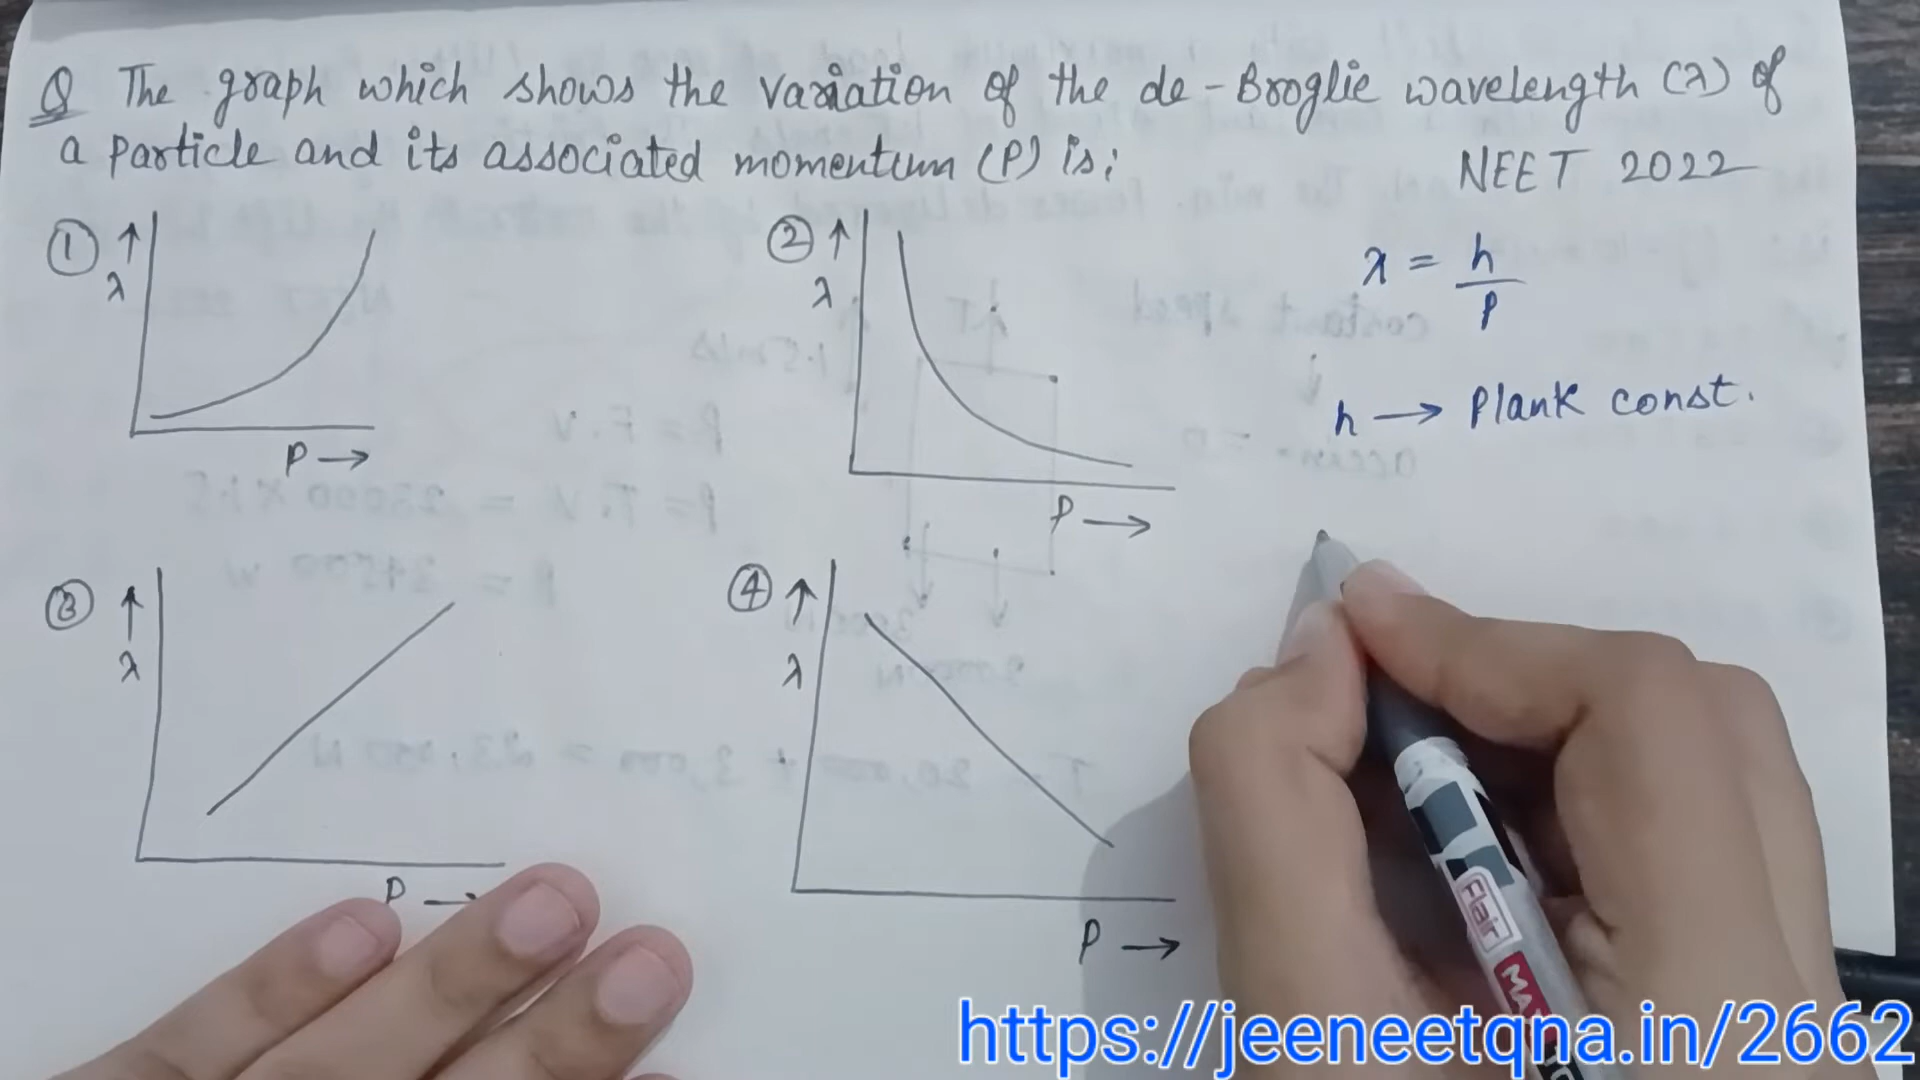 Q The graph which shows the variation of the de-Broglie wavelength (λ) of
a Particle and its associated momentum (P) is:
NEET 2022
① ↑
λ
P →
② ↑
λ
P →
λ = h/P
h → Plank const.
③ ↑
λ
P →
④ ↑
λ
P →
Flair
https://jeeneetqna.in/2662